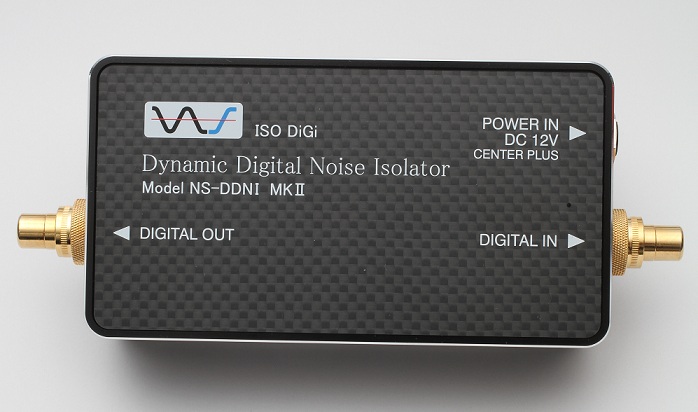 ISO DiGi
Dynamic Digital Noise Isolator
Model NS-DDNI MKⅡ
POWER IN
DC 12V
CENTER PLUS
◀ DIGITAL OUT
DIGITAL IN ▶